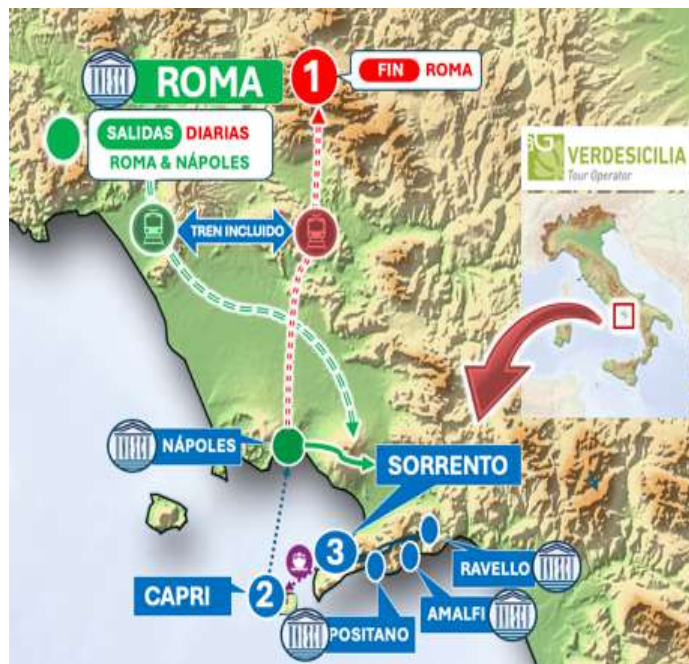 UNESCO
ROMA
1
FIN ROMA
SALIDAS DIARIAS
ROMA & NÁPOLES
VERDESICILIA
Tour Operator
TREN INCLUIDO
NÁPOLES
SORRENTO
3
CAPRI
2
RAVELLO
AMALFI
POSITANO